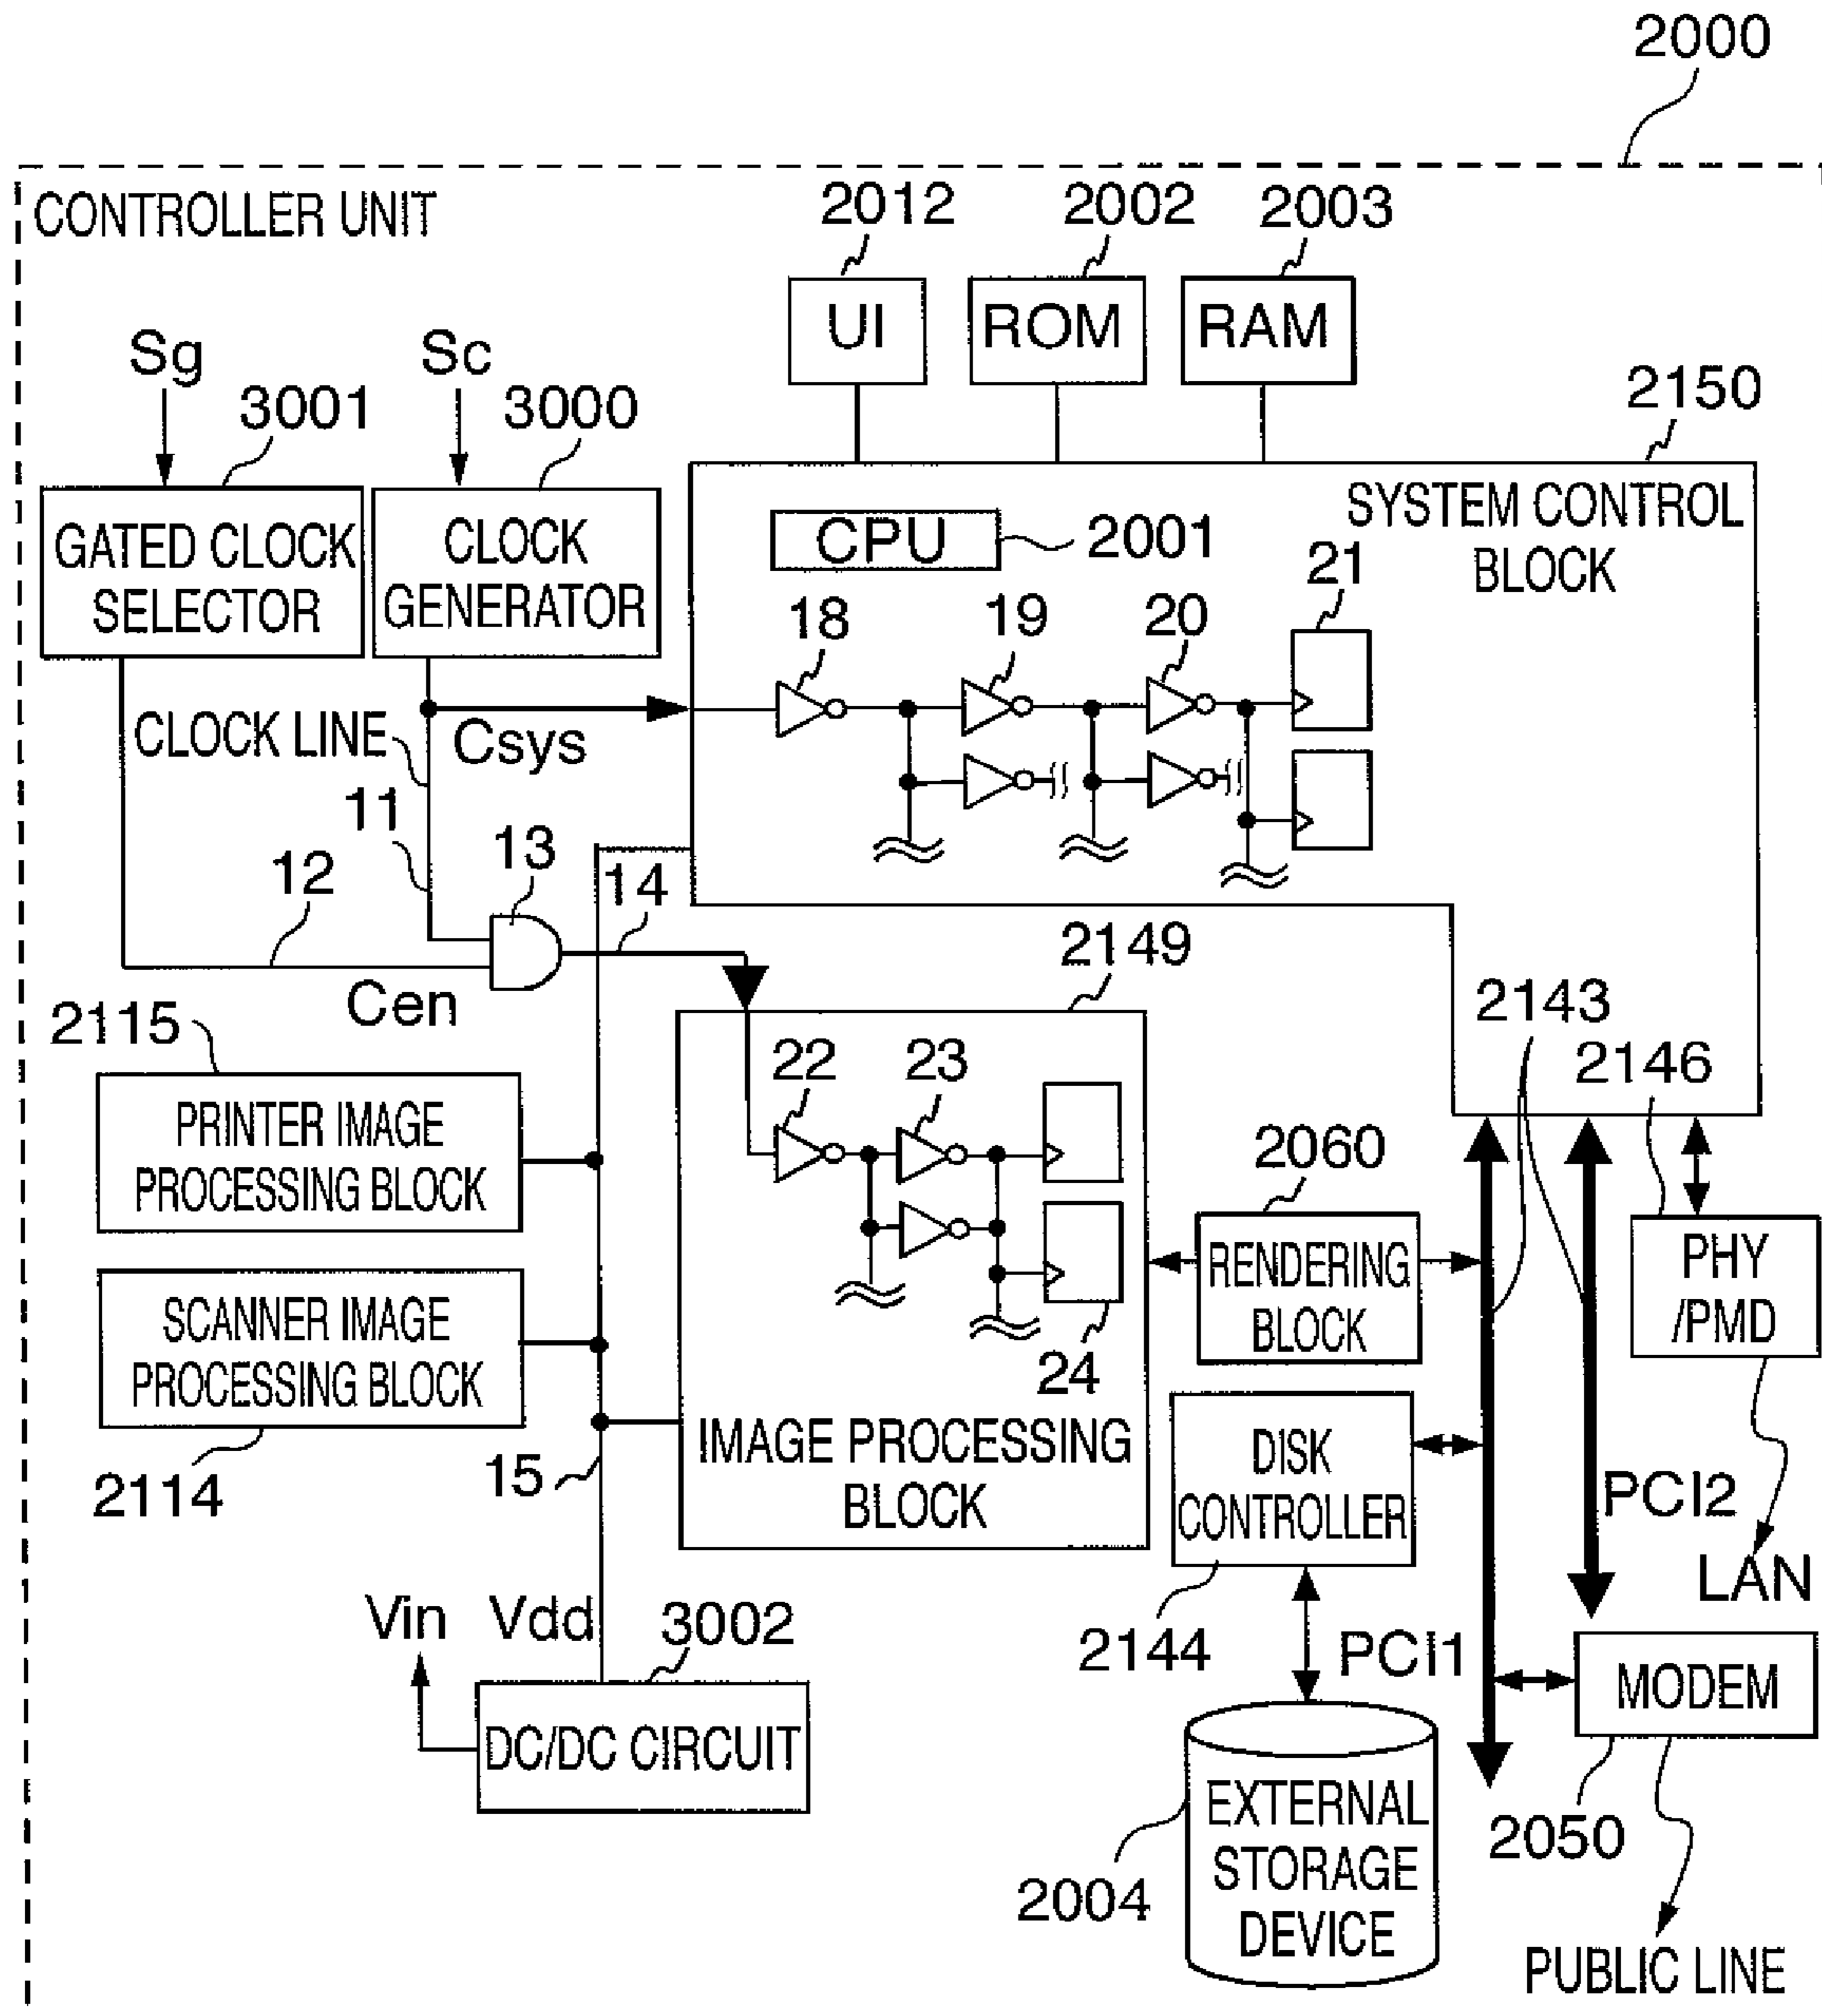 2000
CONTROLLER UNIT
2012
2002
2003
UI
ROM
RAM
Sg
Sc
3001
3000
2150
GATED CLOCK
SELECTOR
CLOCK
GENERATOR
SYSTEM CONTROL
BLOCK
CPU
2001
21
18
19
20
CLOCK LINE
Csys
11
13
12
14
Cen
2149
2143
2146
2115
22
23
PRINTER IMAGE
PROCESSING BLOCK
2060
RENDERING
BLOCK
PHY
/PMD
SCANNER IMAGE
PROCESSING BLOCK
24
2114
15
IMAGE PROCESSING
BLOCK
DISK
CONTROLLER
PCI2
LAN
Vin
Vdd
3002
2144
PCI1
MODEM
DC/DC CIRCUIT
2050
EXTERNAL
STORAGE
DEVICE
2004
PUBLIC LINE